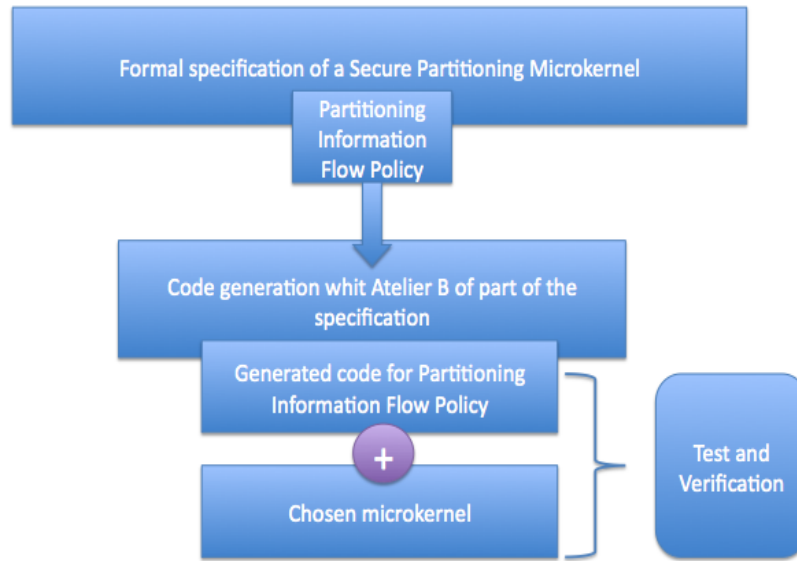 Formal specification of a Secure Partitioning Microkernel
Partitioning
Information
Flow Policy
Code generation whit Atelier B of part of the
specification
Generated code for Partitioning
Information Flow Policy
+
Chosen microkernel
Test and
Verification